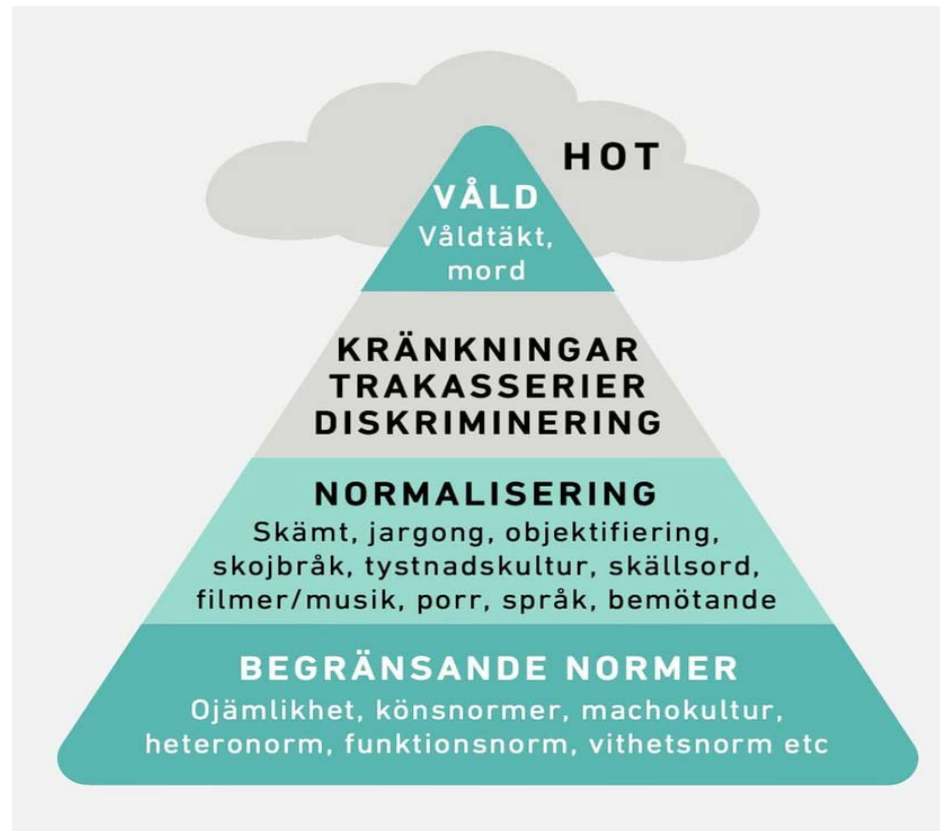 HOT
VÅLD
Våldtäkt,
mord
KRÄNKNINGAR
TRAKASSERIER
DISKRIMINERING
NORMALISERING
Skämt, jargong, objektifiering,
skojbråk, tystnadskultur, skällsord,
filmer/musik, porr, språk, bemötande
BEGRÄNSANDE NORMER
Ojämlikhet, könsnormer, machokultur,
heteronorm, funktionsnorm, vithetsnorm etc